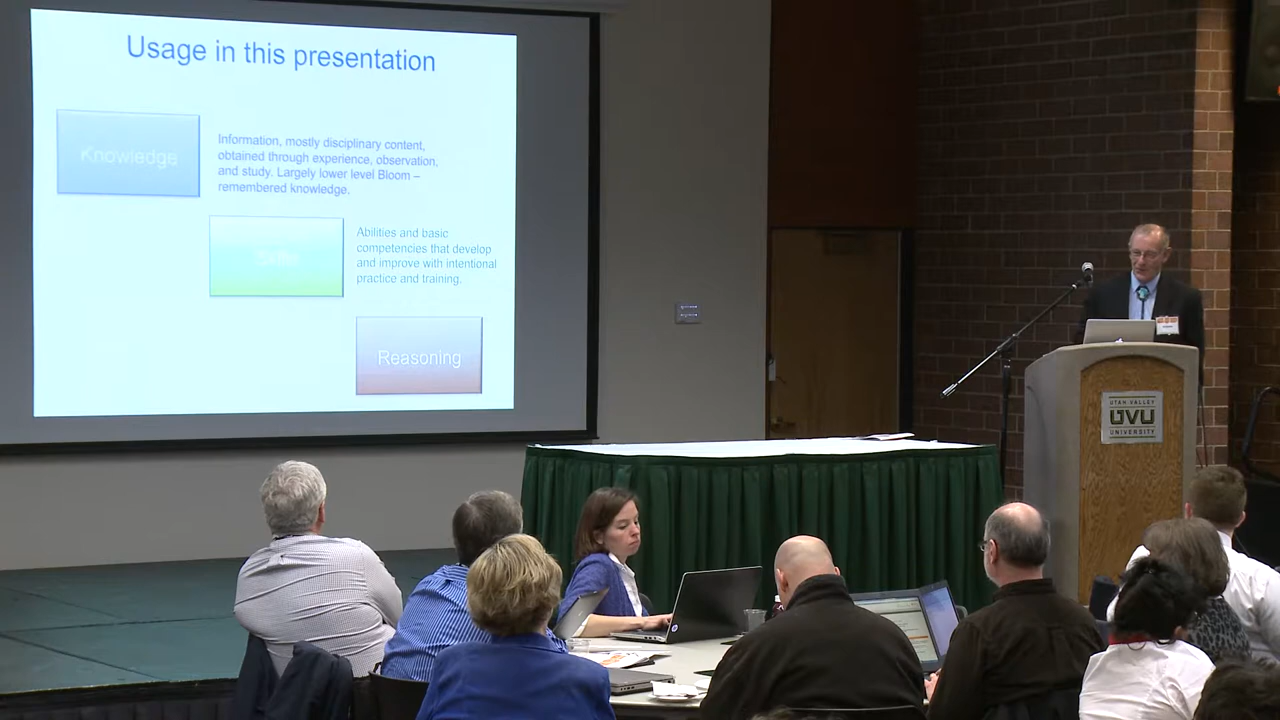 Usage in this presentation
Knowledge
Information, mostly disciplinary content,
obtained through experience, observation,
and study. Largely lower level Bloom –
remembered knowledge.
Skills
Abilities and basic
competencies that develop
and improve with intentional
practice and training.
Reasoning
UTAH VALLEY
UVU
UNIVERSITY